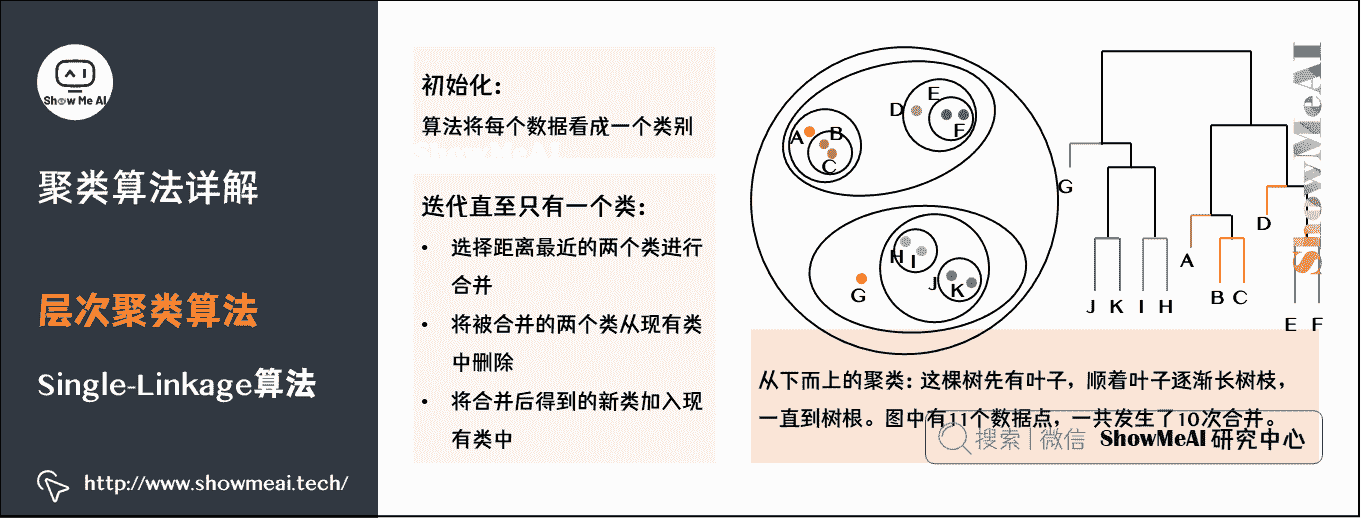 Show Me AI
聚类算法详解
层次聚类算法
Single-Linkage算法
http://www.showmeai.tech/
初始化：
算法将每个数据看成一个类别
ShowMeAI
迭代直至只有一个类：
• 选择距离最近的两个类进行
合并
• 将被合并的两个类从现有类
中删除
• 将合并后得到的新类加入现
有类中
A
B
C
D
E
F
G
H
I
J
K
G
J K I H
A
B C
D
E F
ShowMeAI
从下而上的聚类：这棵树先有叶子，顺着叶子逐渐长树枝，
一直到树根。图中有11个数据点，一共发生了10次合并。
搜索 | 微信 ShowMeAI 研究中心